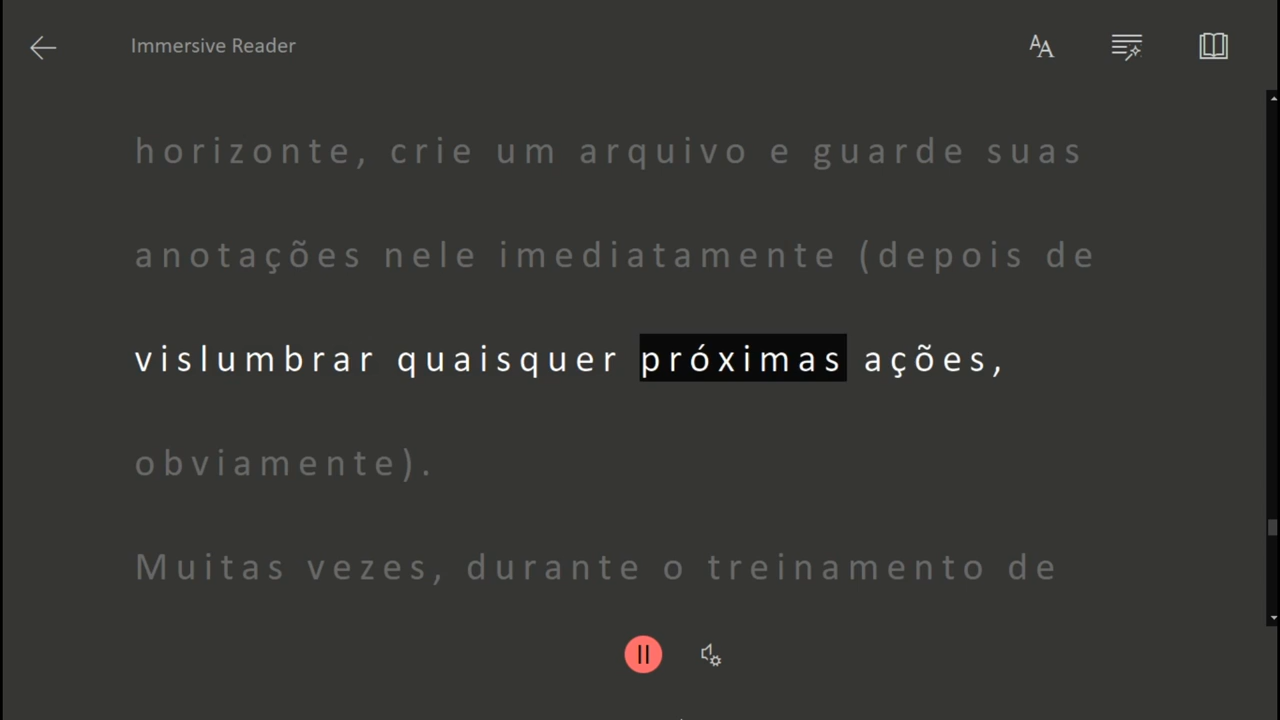 Immersive Reader
horizonte, crie um arquivo e guarde suas
anotações nele imediatamente (depois de
vislumbrar quaisquer próximas ações,
obviamente).
Muitas vezes, durante o treinamento de